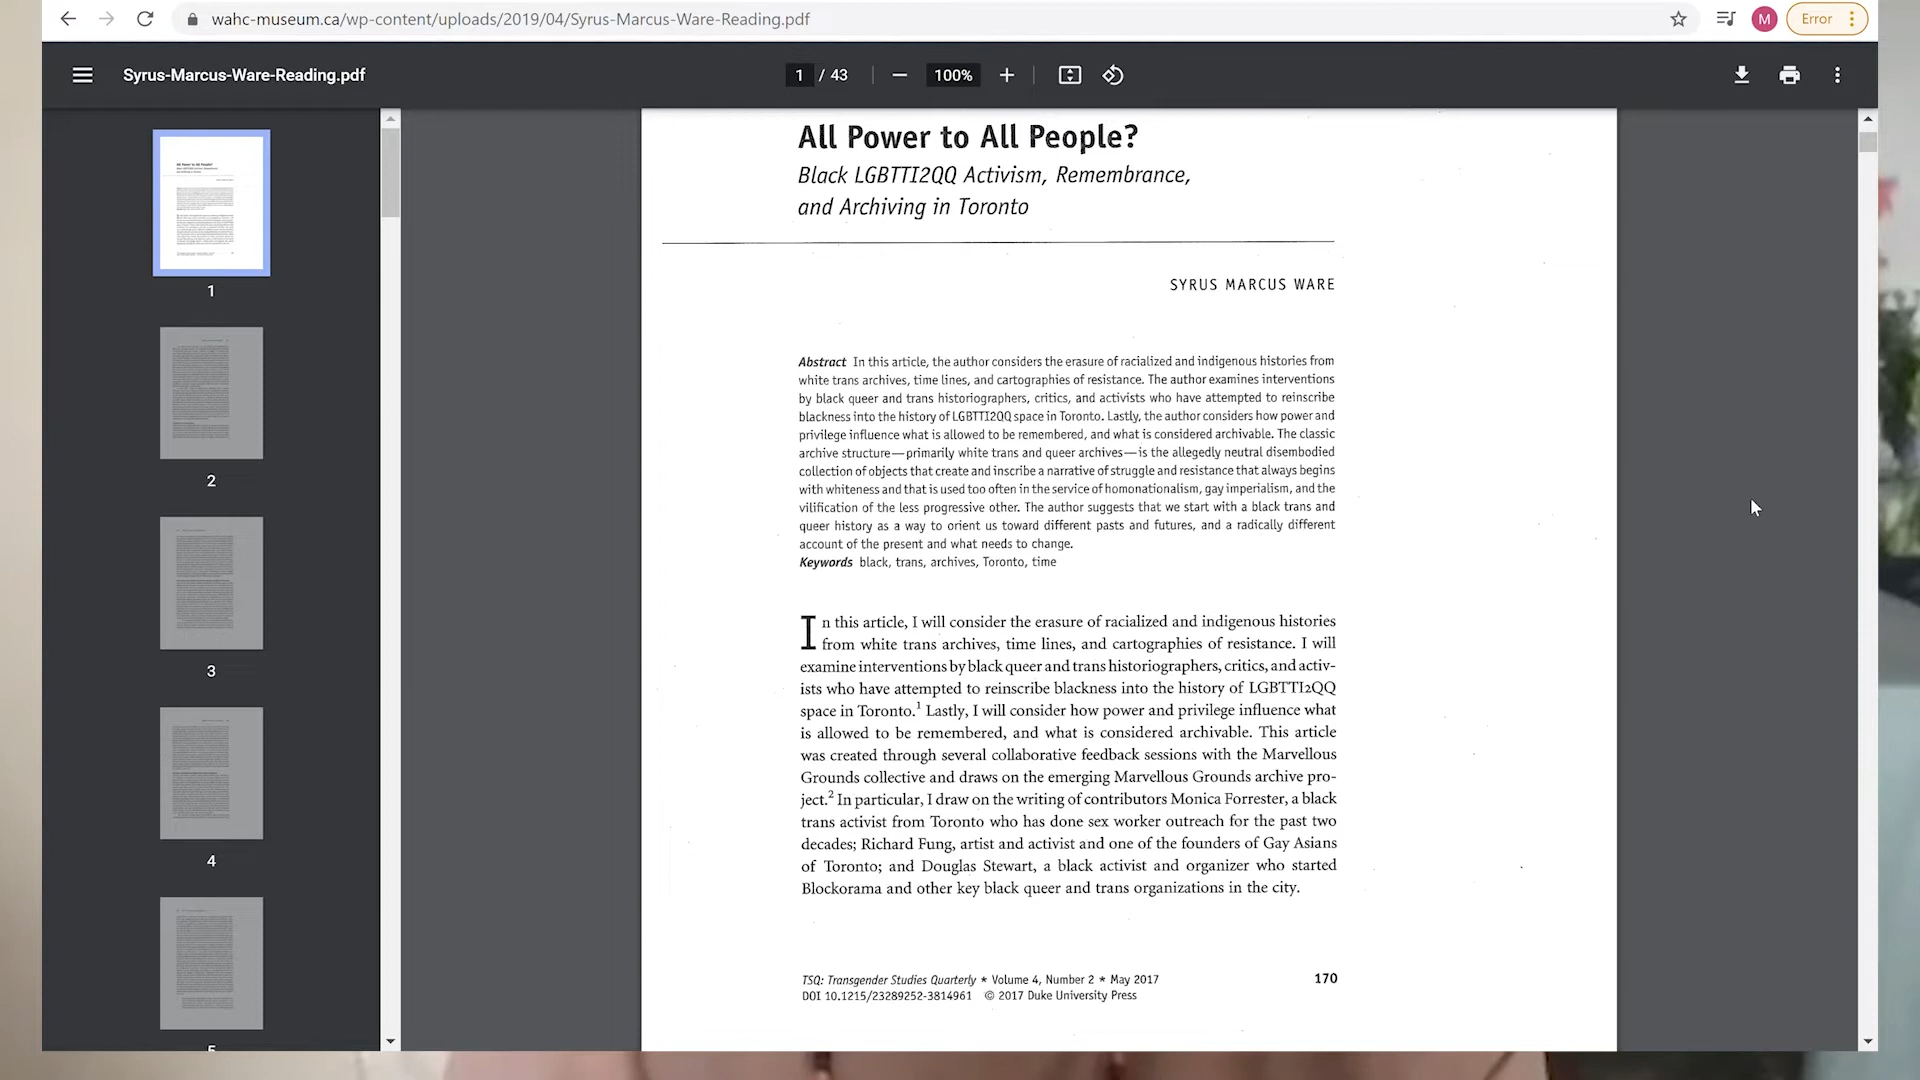 wahc-museum.ca/wp-content/uploads/2019/04/Syrus-Marcus-Ware-Reading.pdf
M
Error
Syrus-Marcus-Ware-Reading.pdf
1 / 43
100%
1
2
3
4
5
All Power to All People?
Black LGBTTI2QQ Activism, Remembrance,
and Archiving in Toronto
SYRUS MARCUS WARE
Abstract In this article, the author considers the erasure of racialized and indigenous histories from
white trans archives, time lines, and cartographies of resistance. The author examines interventions
by black queer and trans historiographers, critics, and activists who have attempted to reinscribe
blackness into the history of LGBTTI2QQ space in Toronto. Lastly, the author considers how power and
privilege influence what is allowed to be remembered, and what is considered archivable. The classic
archive structure—primarily white trans and queer archives—is the allegedly neutral disembodied
collection of objects that create and inscribe a narrative of struggle and resistance that always begins
with whiteness and that is used too often in the service of homonationalism, gay imperialism, and the
vilification of the less progressive other. The author suggests that we start with a black trans and
queer history as a way to orient us toward different pasts and futures, and a radically different
account of the present and what needs to change.
Keywords black, trans, archives, Toronto, time
In this article, I will consider the erasure of racialized and indigenous histories
from white trans archives, time lines, and cartographies of resistance. I will
examine interventions by black queer and trans historiographers, critics, and activ-
ists who have attempted to reinscribe blackness into the history of LGBTTI2QQ
space in Toronto.1 Lastly, I will consider how power and privilege influence what
is allowed to be remembered, and what is considered archivable. This article
was created through several collaborative feedback sessions with the Marvellous
Grounds collective and draws on the emerging Marvellous Grounds archive pro-
ject.2 In particular, I draw on the writing of contributors Monica Forrester, a black
trans activist from Toronto who has done sex worker outreach for the past two
decades; Richard Fung, artist and activist and one of the founders of Gay Asians
of Toronto; and Douglas Stewart, a black activist and organizer who started
Blockorama and other key black queer and trans organizations in the city.
TSQ: Transgender Studies Quarterly * Volume 4, Number 2 * May 2017
170
DOI 10.1215/23289252-3814961 © 2017 Duke University Press